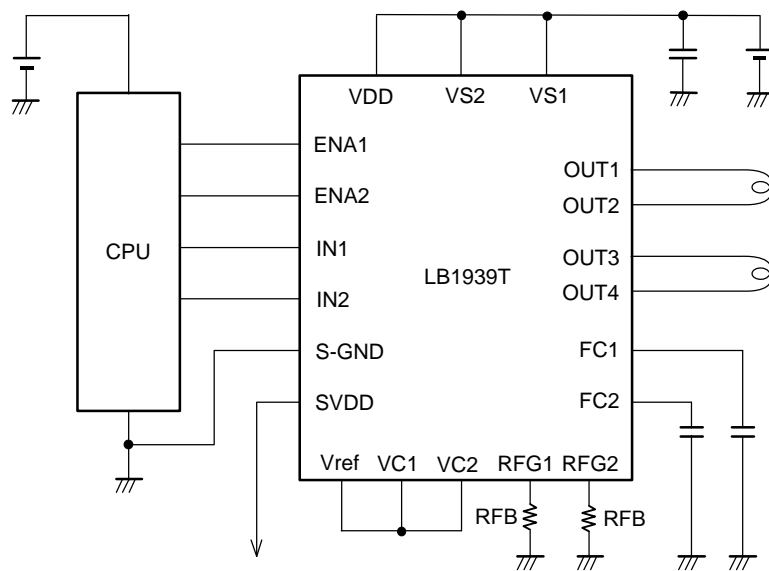 VDD VS2 VS1
ENA1
OUT1
ENA2
OUT2
CPU
IN1
OUT3
LB1939T
IN2
OUT4
S-GND
FC1
SVDD
FC2
Vref VC1 VC2 RFG1 RFG2
RFB RFB